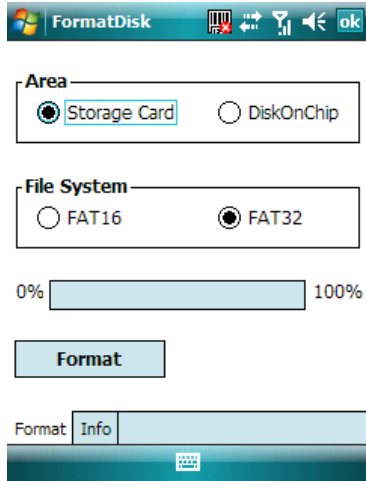 FormatDisk ok
Area
Storage Card DiskOnChip
File System
FAT16 FAT32
0% 100%
Format
Format Info